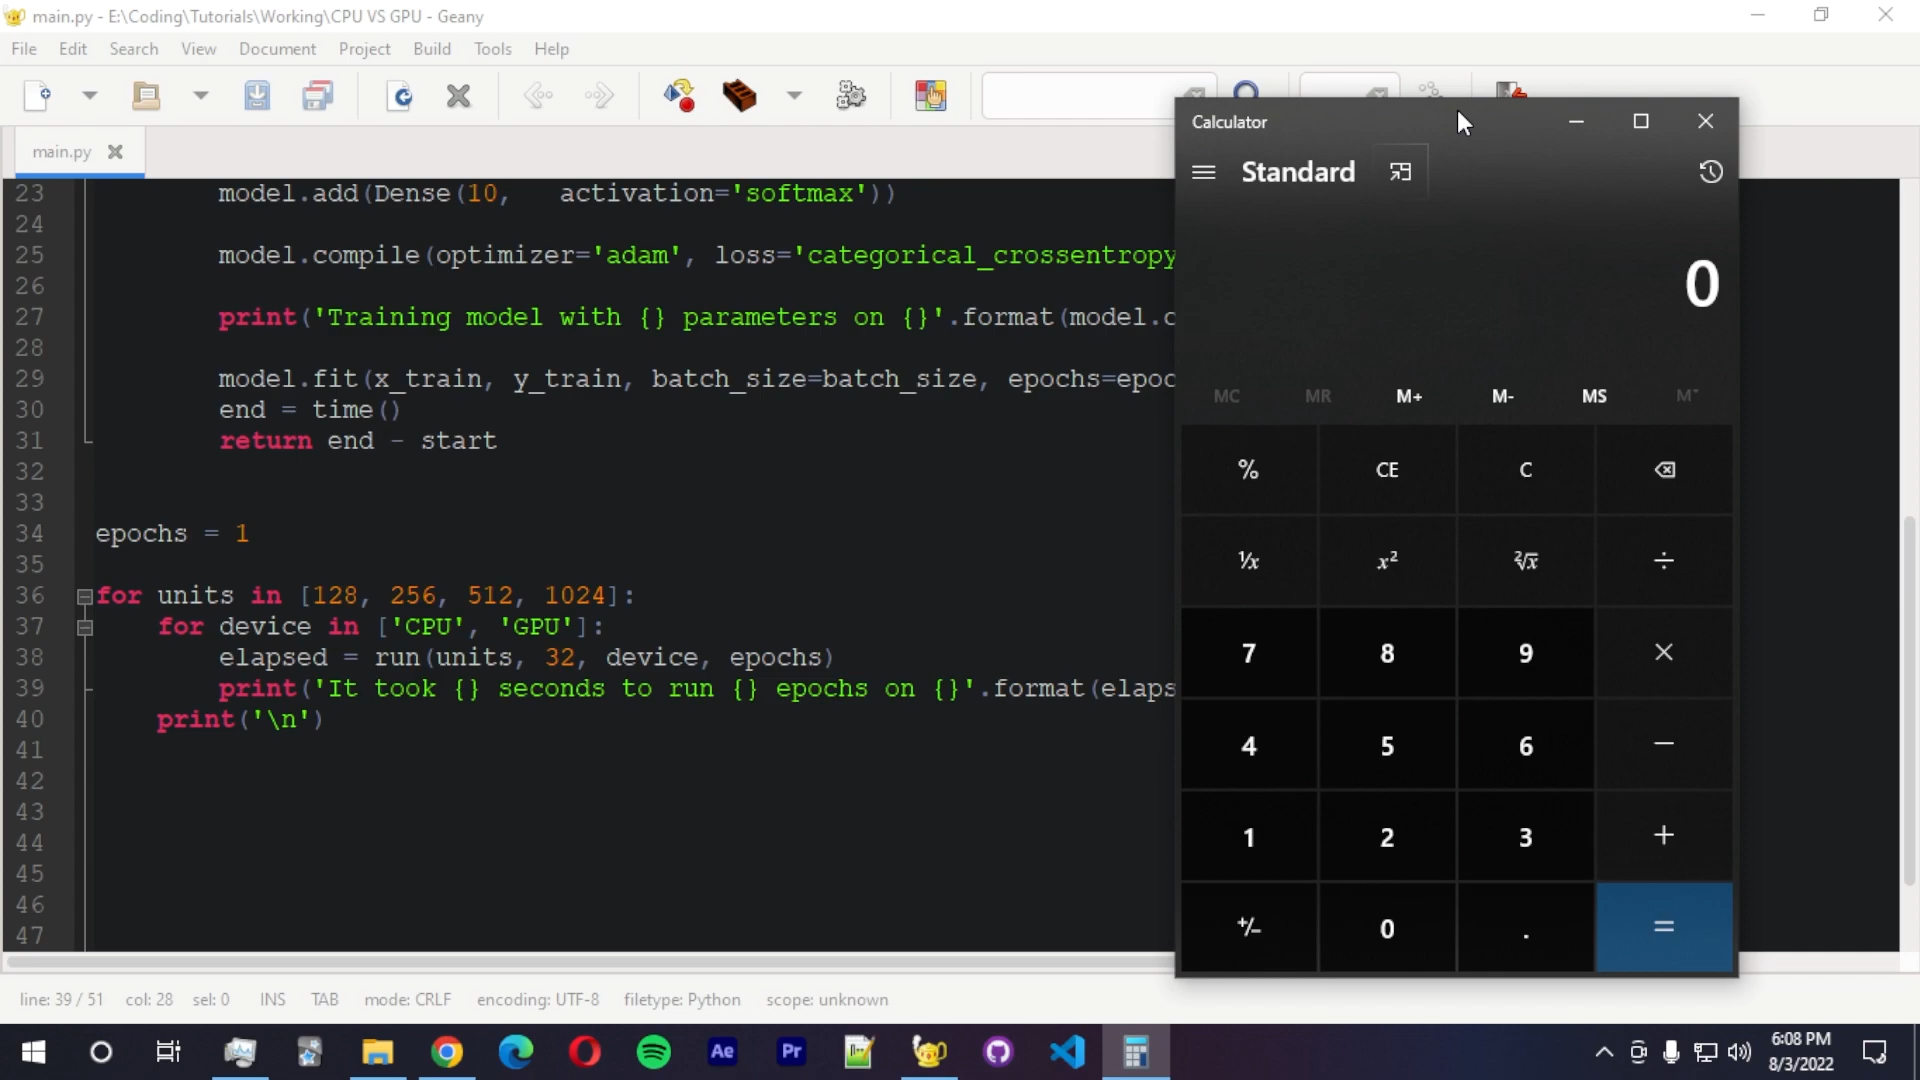 main.py - E:\Coding\Tutorials\Working\CPU VS GPU - Geany
File Edit Search View Document Project Build Tools Help
main.py
23 model.add(Dense(10, activation='softmax'))
24
25 model.compile(optimizer='adam', loss='categorical_crossentropy
26
27 print('Training model with {} parameters on {}'.format(model.c
28
29 model.fit(x_train, y_train, batch_size=batch_size, epochs=epoc
30 end = time()
31 return end - start
32
33
34 epochs = 1
35
36 for units in [128, 256, 512, 1024]:
37 for device in ['CPU', 'GPU']:
38 elapsed = run(units, 32, device, epochs)
39 print('It took {} seconds to run {} epochs on {}'.format(elaps
40 print('\n')
41
42
43
44
45
46
47
line: 39 / 51 col: 28 sel: 0 INS TAB mode: CRLF encoding: UTF-8 filetype: Python scope: unknown
Calculator
Standard
0
MC MR M+ M- MS M˅
% CE C
⅟x x² ²√x ÷
7 8 9 ×
4 5 6 −
1 2 3 +
+/- 0 . =
Ae Pr
6:08 PM
8/3/2022